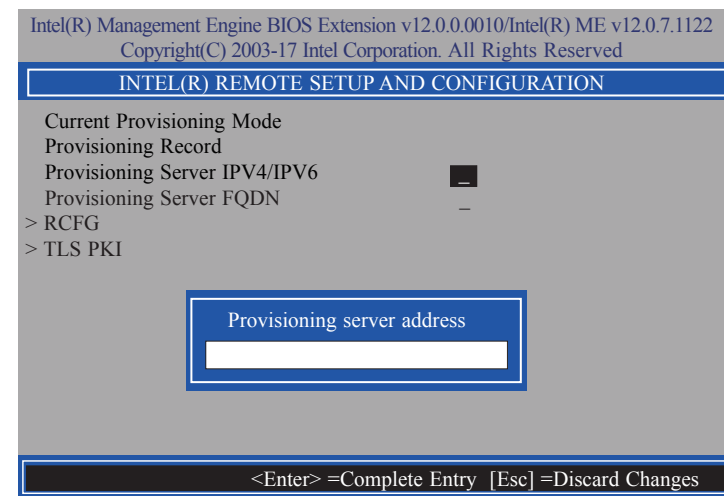 Intel(R) Management Engine BIOS Extension v12.0.0.0010/Intel(R) ME v12.0.7.1122
Copyright(C) 2003-17 Intel Corporation. All Rights Reserved
INTEL(R) REMOTE SETUP AND CONFIGURATION
Current Provisioning Mode
Provisioning Record
Provisioning Server IPV4/IPV6 _
Provisioning Server FQDN _
> RCFG
> TLS PKI
Provisioning server address
<Enter> =Complete Entry [Esc] =Discard Changes